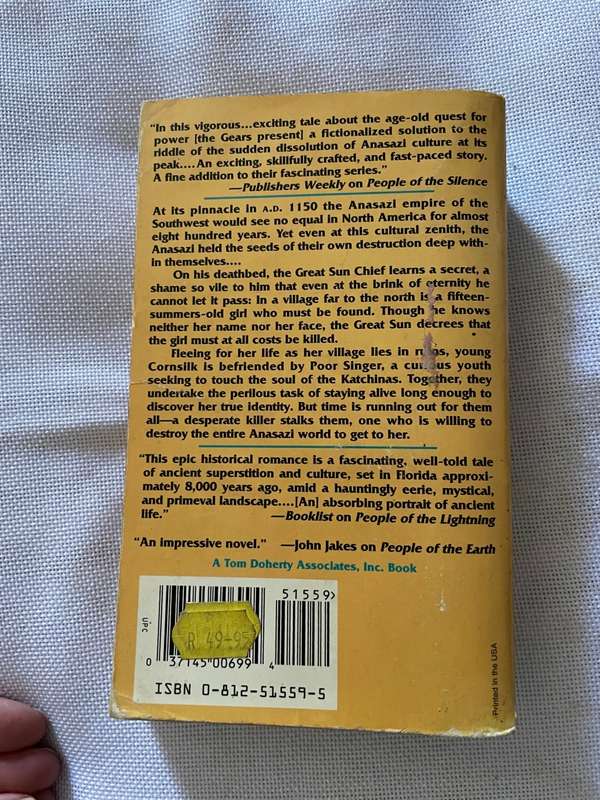 "In this vigorous...exciting tale about the age-old quest for
power [the Gears present] a fictionalized solution to the
riddle of the sudden dissolution of Anasazi culture at its
peak....An exciting, skillfully crafted, and fast-paced story.
A fine addition to their fascinating series."
—Publishers Weekly on People of the Silence
At its pinnacle in A.D. 1150 the Anasazi empire of the
Southwest would see no equal in North America for almost
eight hundred years. Yet even at this cultural zenith, the
Anasazi held the seeds of their own destruction deep with-
in themselves....
On his deathbed, the Great Sun Chief learns a secret, a
shame so vile to him that even at the brink of eternity he
cannot let it pass: In a village far to the north is a fifteen-
summers-old girl who must be found. Though he knows
neither her name nor her face, the Great Sun decrees that
the girl must at all costs be killed.
Fleeing for her life as her village lies in ruins, young
Cornsilk is befriended by Poor Singer, a curious youth
seeking to touch the soul of the Katchinas. Together, they
undertake the perilous task of staying alive long enough to
discover her true identity. But time is running out for them
all—a desperate killer stalks them, one who is willing to
destroy the entire Anasazi world to get to her.
"This epic historical romance is a fascinating, well-told tale
of ancient superstition and culture, set in Florida approxi-
mately 8,000 years ago, amid a hauntingly eerie, mystical,
and primeval landscape....[An] absorbing portrait of ancient
life." —Booklist on People of the Lightning
"An impressive novel." —John Jakes on People of the Earth
A Tom Doherty Associates, Inc. Book
51559>
UPC
R 49-95
0 37145 00699 4
ISBN 0-812-51559-5
Printed in the USA